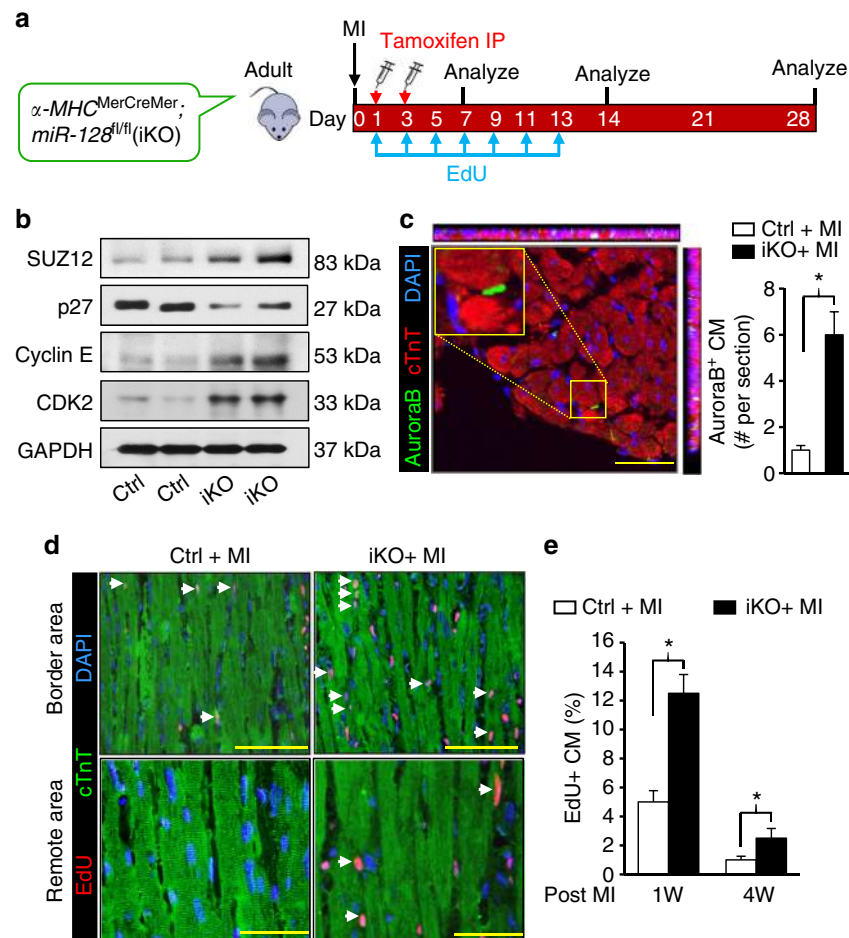 a
MI
Tamoxifen IP
Adult
Analyze
Analyze
Analyze
α-MHC^MerCreMer;
miR-128^fl/fl(iKO)
Day 0 1 3 5 7 9 11 13 14 21 28
EdU
b
SUZ12 83 kDa
p27 27 kDa
Cyclin E 53 kDa
CDK2 33 kDa
GAPDH 37 kDa
Ctrl Ctrl iKO iKO
c
AuroraB cTnT DAPI
Ctrl + MI
iKO+ MI
*
AuroraB+ CM
(# per section)
8
6
4
2
0
d
Ctrl + MI iKO+ MI
Border area
Remote area
EdU cTnT DAPI
e
Ctrl + MI iKO+ MI
EdU+ CM (%)
16
14
12
10
8
6
4
2
0
*
*
Post MI 1W 4W